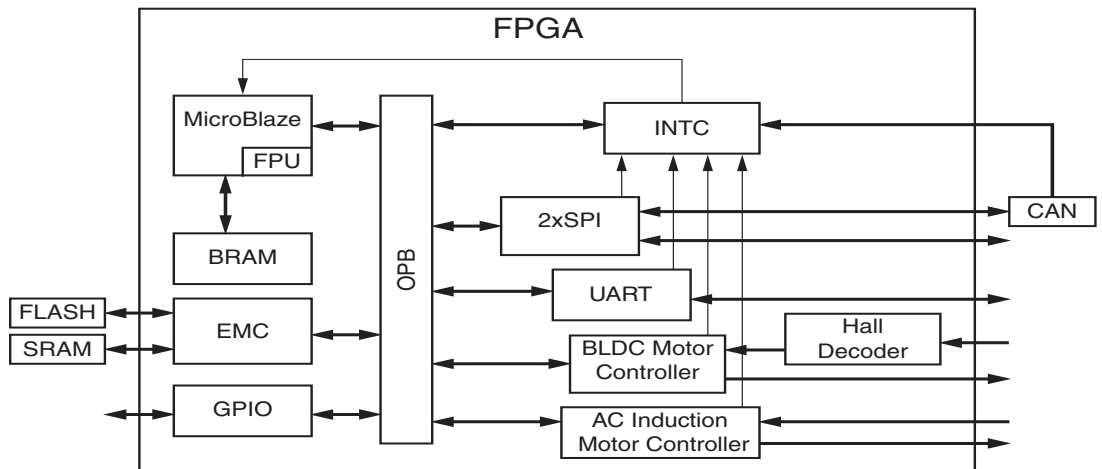 FPGA
MicroBlaze
FPU
INTC
CAN
2xSPI
BRAM
OPB
UART
FLASH
SRAM
EMC
Hall
Decoder
BLDC Motor
Controller
GPIO
AC Induction
Motor Controller